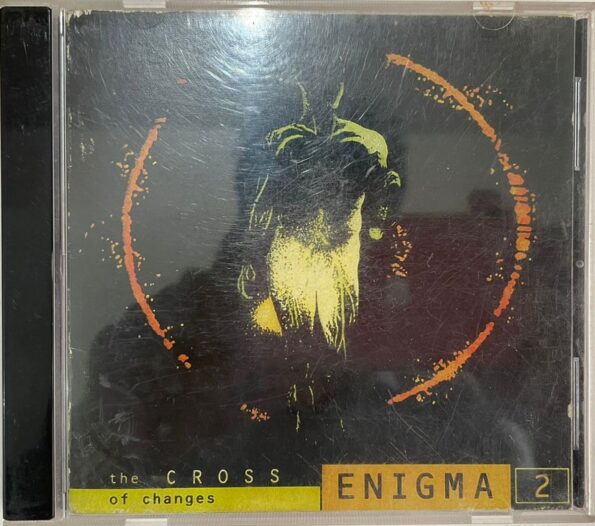 the CROSS
of changes
ENIGMA 2